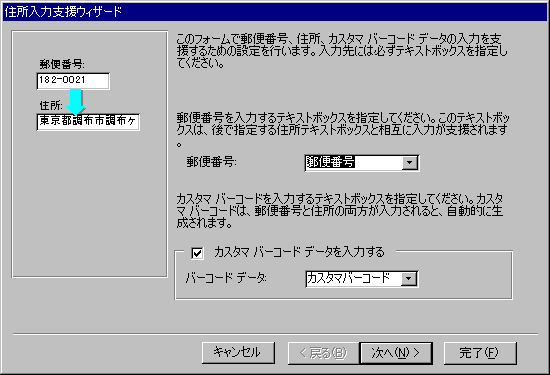 住所入力支援ウィザード
郵便番号:
182-0021
住所:
東京都調布市調布ヶ
このフォームで郵便番号、住所、カスタマ バーコード データの入力を支
援するための設定を行います。入力先には必ずテキストボックスを指定し
てください。
郵便番号を入力するテキストボックスを指定してください。このテキストボッ
クスは、後で指定する住所テキストボックスと相互に入力が支援されます
。
郵便番号:
郵便番号
カスタマ バーコードを入力するテキストボックスを指定してください。カスタ
マ バーコードは、郵便番号と住所の両方が入力されると、自動的に生
成されます。
カスタマ バーコード データを入力する
バーコード データ:
カスタマバーコード
キャンセル
< 戻る(B)
次へ(N) >
完了(F)